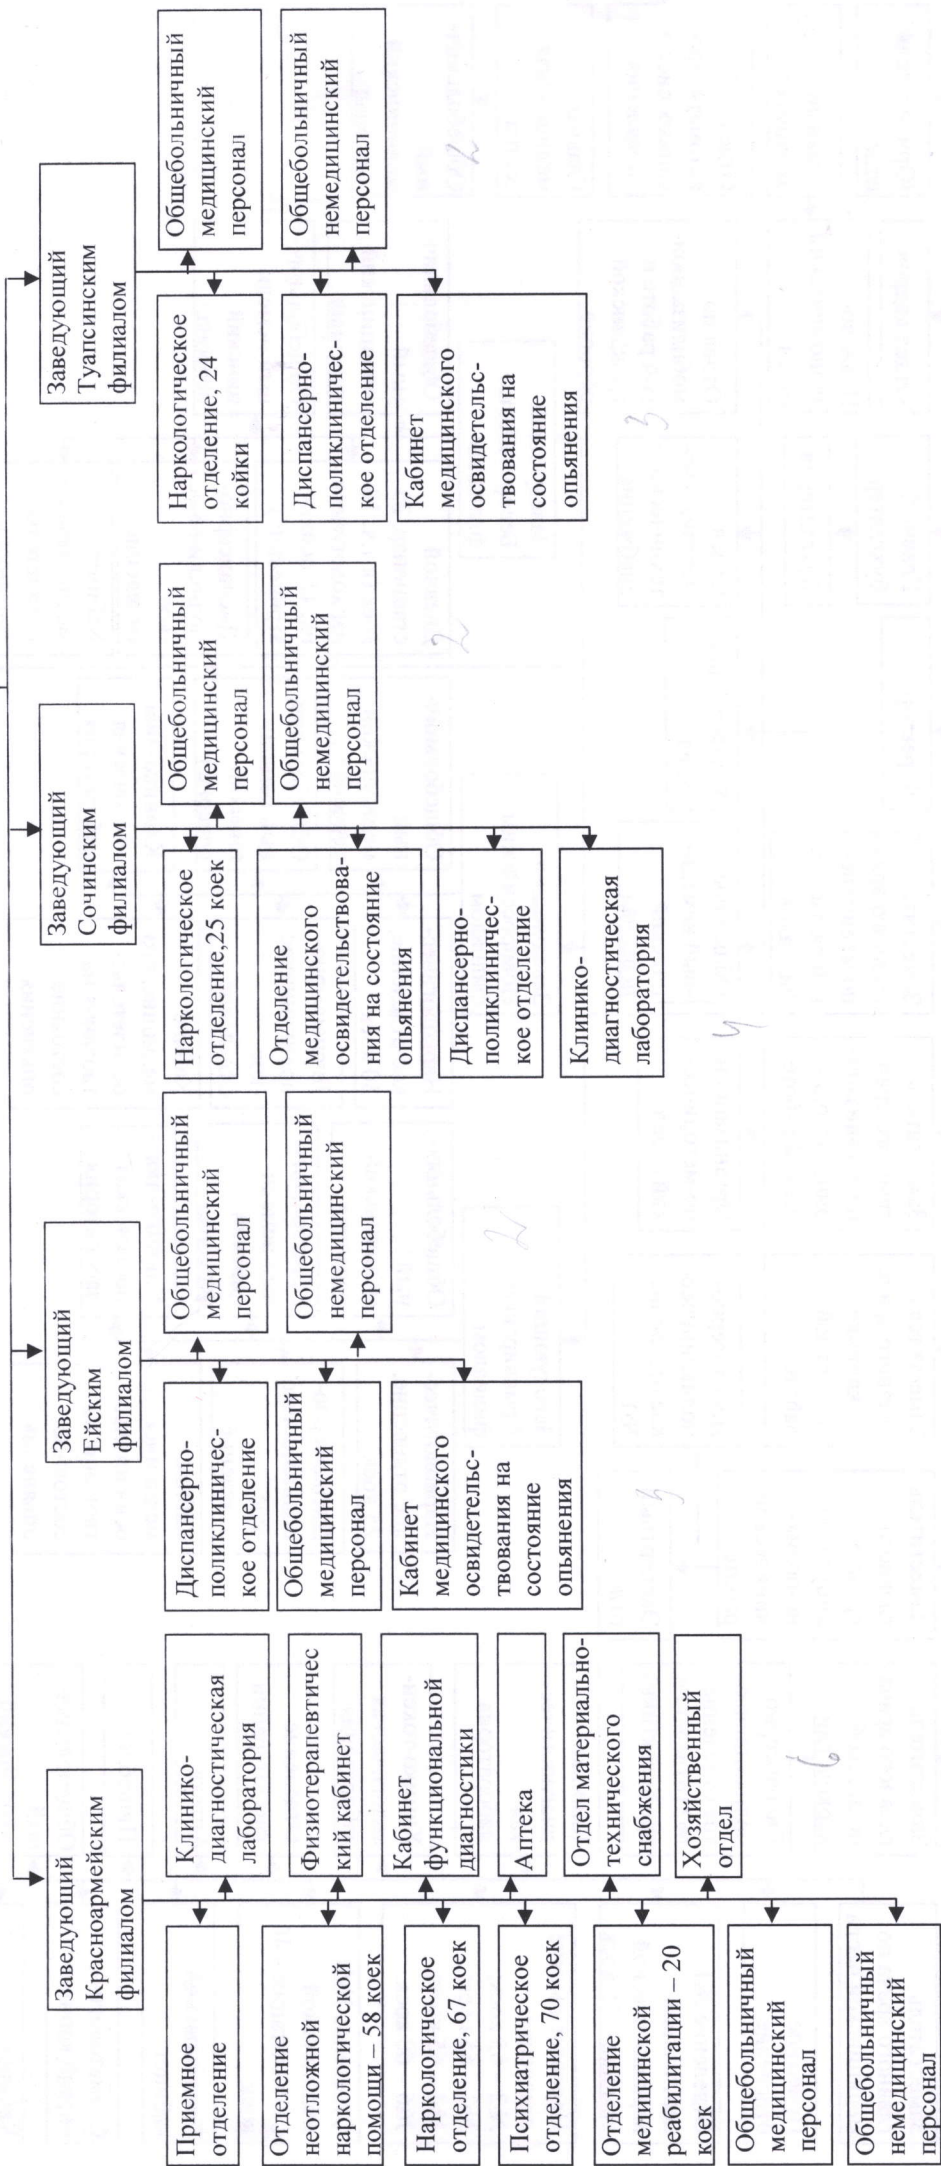 Заведующий
Красноармейским
филиалом
Приемное
отделение
Отделение
неотложной
наркологической
помощи – 58 коек
Наркологическое
отделение, 67 коек
Психиатрическое
отделение, 70 коек
Отделение
медицинской
реабилитации – 20
коек
Общебольничный
медицинский
персонал
Общебольничный
немедицинский
персонал
Клинико-
диагностическая
лаборатория
Физиотерапевтичес
кий кабинет
Кабинет
функциональной
диагностики
Аптека
Отдел материально-
технического
снабжения
Хозяйственный
отдел
Заведующий
Ейским
филиалом
Диспансерно-
поликлиничес-
кое отделение
Общебольничный
медицинский
персонал
Кабинет
медицинского
освидетельс-
твования на
состояние
опьянения
Общебольничный
медицинский
персонал
Общебольничный
немедицинский
персонал
Заведующий
Сочинским
филиалом
Наркологическое
отделение,25 коек
Отделение
медицинского
освидетельствова-
ния на состояние
опьянения
Диспансерно-
поликлиничес-
кое отделение
Клинико-
диагностическая
лаборатория
Общебольничный
медицинский
персонал
Общебольничный
немедицинский
персонал
Заведующий
Туапсинским
филиалом
Наркологическое
отделение, 24
койки
Диспансерно-
поликлиничес-
кое отделение
Кабинет
медицинского
освидетельс-
твования на
состояние
опьянения
Общебольничный
медицинский
персонал
Общебольничный
немедицинский
персонал